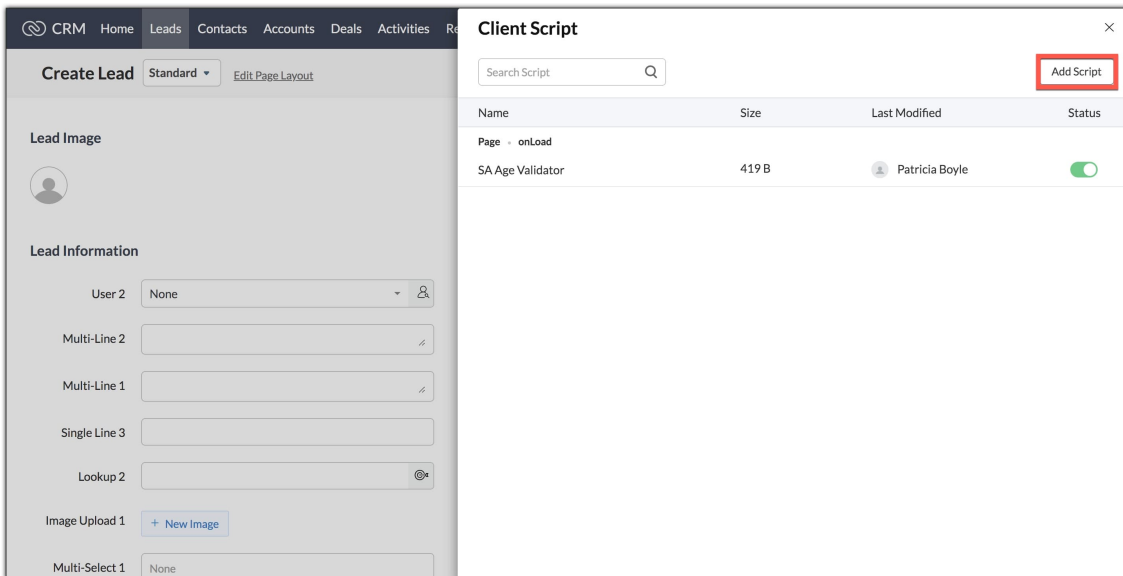 CRM Home Leads Contacts Accounts Deals Activities Re
Create Lead Standard Edit Page Layout
Lead Image
Lead Information
User 2 None
Multi-Line 2
Multi-Line 1
Single Line 3
Lookup 2
Image Upload 1 + New Image
Multi-Select 1 None
Client Script
Search Script
Add Script
Name Size Last Modified Status
Page onLoad
SA Age Validator 419 B Patricia Boyle